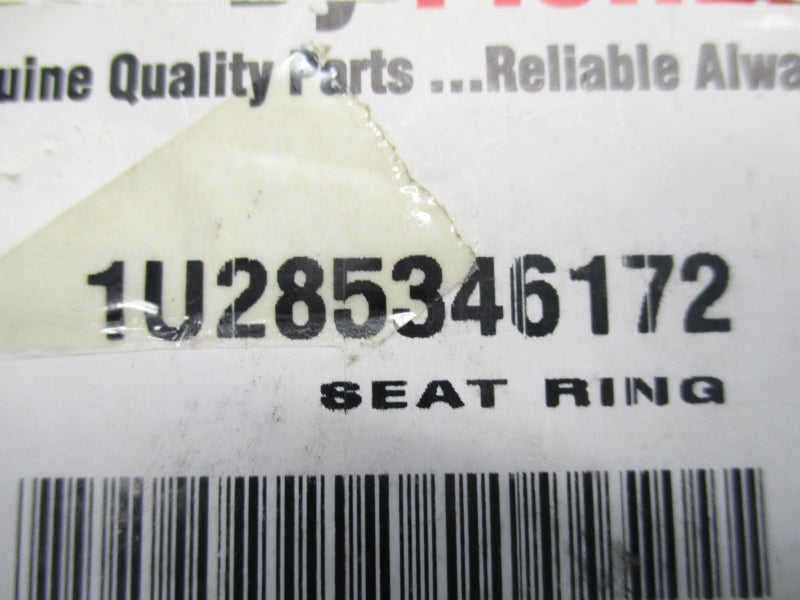 uine Quality Parts ...Reliable Alwa
1U285346172
SEAT RING